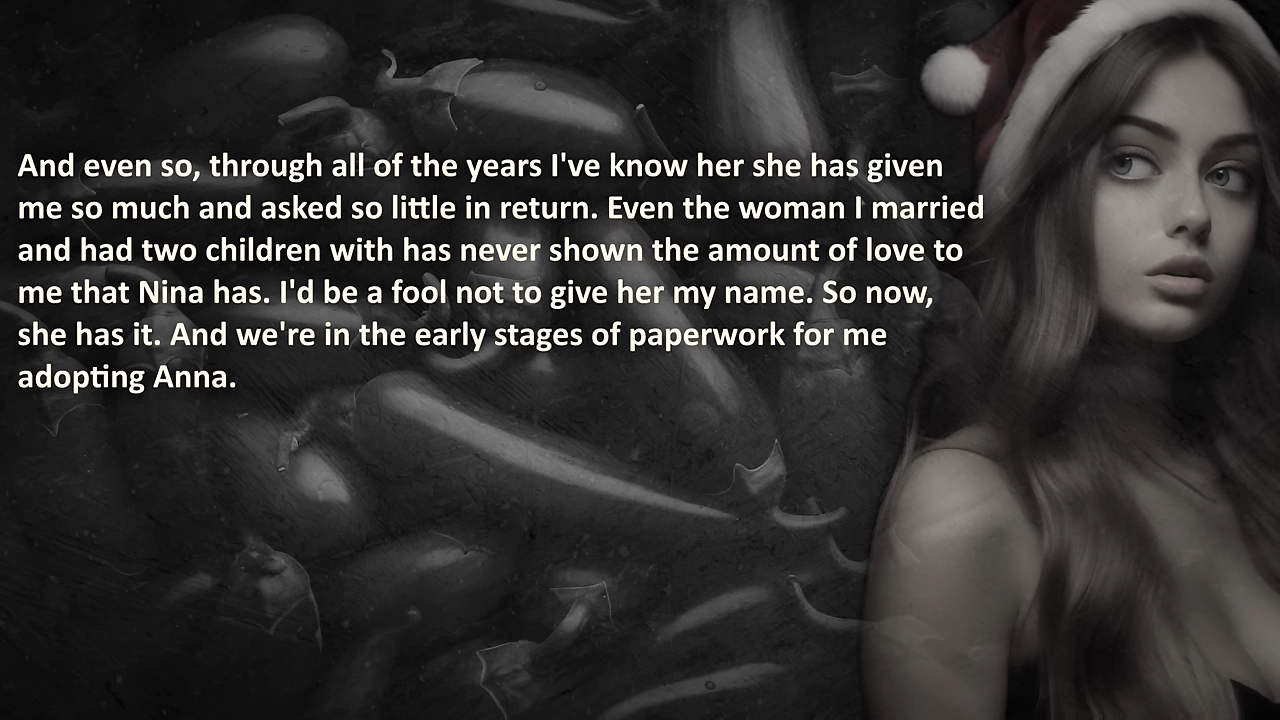 And even so, through all of the years I've know her she has given
me so much and asked so little in return. Even the woman I married
and had two children with has never shown the amount of love to
me that Nina has. I'd be a fool not to give her my name. So now,
she has it. And we're in the early stages of paperwork for me
adopting Anna.